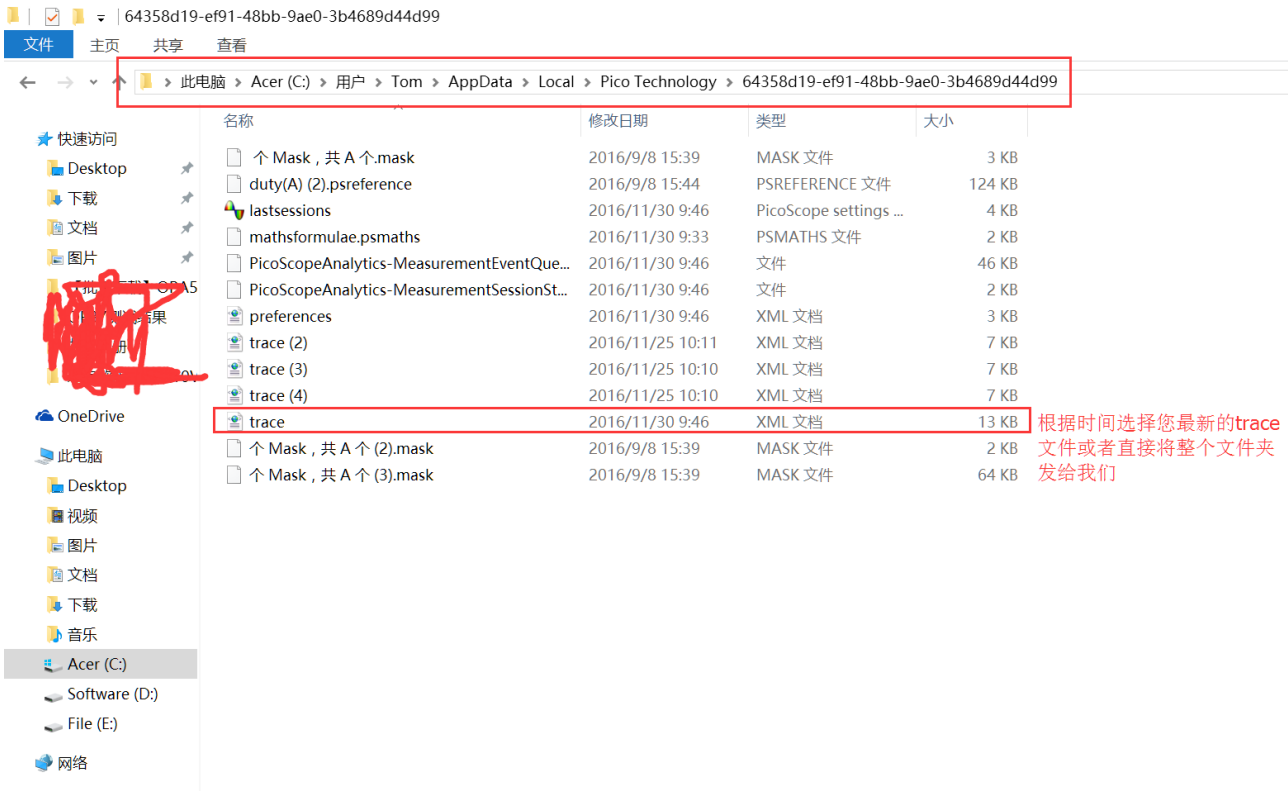 64358d19-ef91-48bb-9ae0-3b4689d44d99
文件 主页 共享 查看
此电脑 Acer (C:) 用户 Tom AppData Local Pico Technology 64358d19-ef91-48bb-9ae0-3b4689d44d99
名称 修改日期 类型 大小
快速访问
Desktop
下载
文档
图片
OPA5
结果
OneDrive
此电脑
Desktop
视频
图片
文档
下载
音乐
Acer (C:)
Software (D:)
File (E:)
网络
个 Mask，共 A 个.mask 2016/9/8 15:39 MASK 文件 3 KB
duty(A) (2).psreference 2016/9/8 15:44 PSREFERENCE 文件 124 KB
lastsessions 2016/11/30 9:46 PicoScope settings ... 4 KB
mathsformulae.psmaths 2016/11/30 9:33 PSMATHS 文件 2 KB
PicoScopeAnalytics-MeasurementEventQue... 2016/11/30 9:46 文件 46 KB
PicoScopeAnalytics-MeasurementSessionSt... 2016/11/30 9:46 文件 2 KB
preferences 2016/11/30 9:46 XML 文档 3 KB
trace (2) 2016/11/25 10:11 XML 文档 7 KB
trace (3) 2016/11/25 10:10 XML 文档 7 KB
trace (4) 2016/11/25 10:10 XML 文档 7 KB
trace 2016/11/30 9:46 XML 文档 13 KB
个 Mask，共 A 个 (2).mask 2016/9/8 15:39 MASK 文件 2 KB
个 Mask，共 A 个 (3).mask 2016/9/8 15:39 MASK 文件 64 KB
根据时间选择您最新的trace
文件或者直接将整个文件夹
发给我们